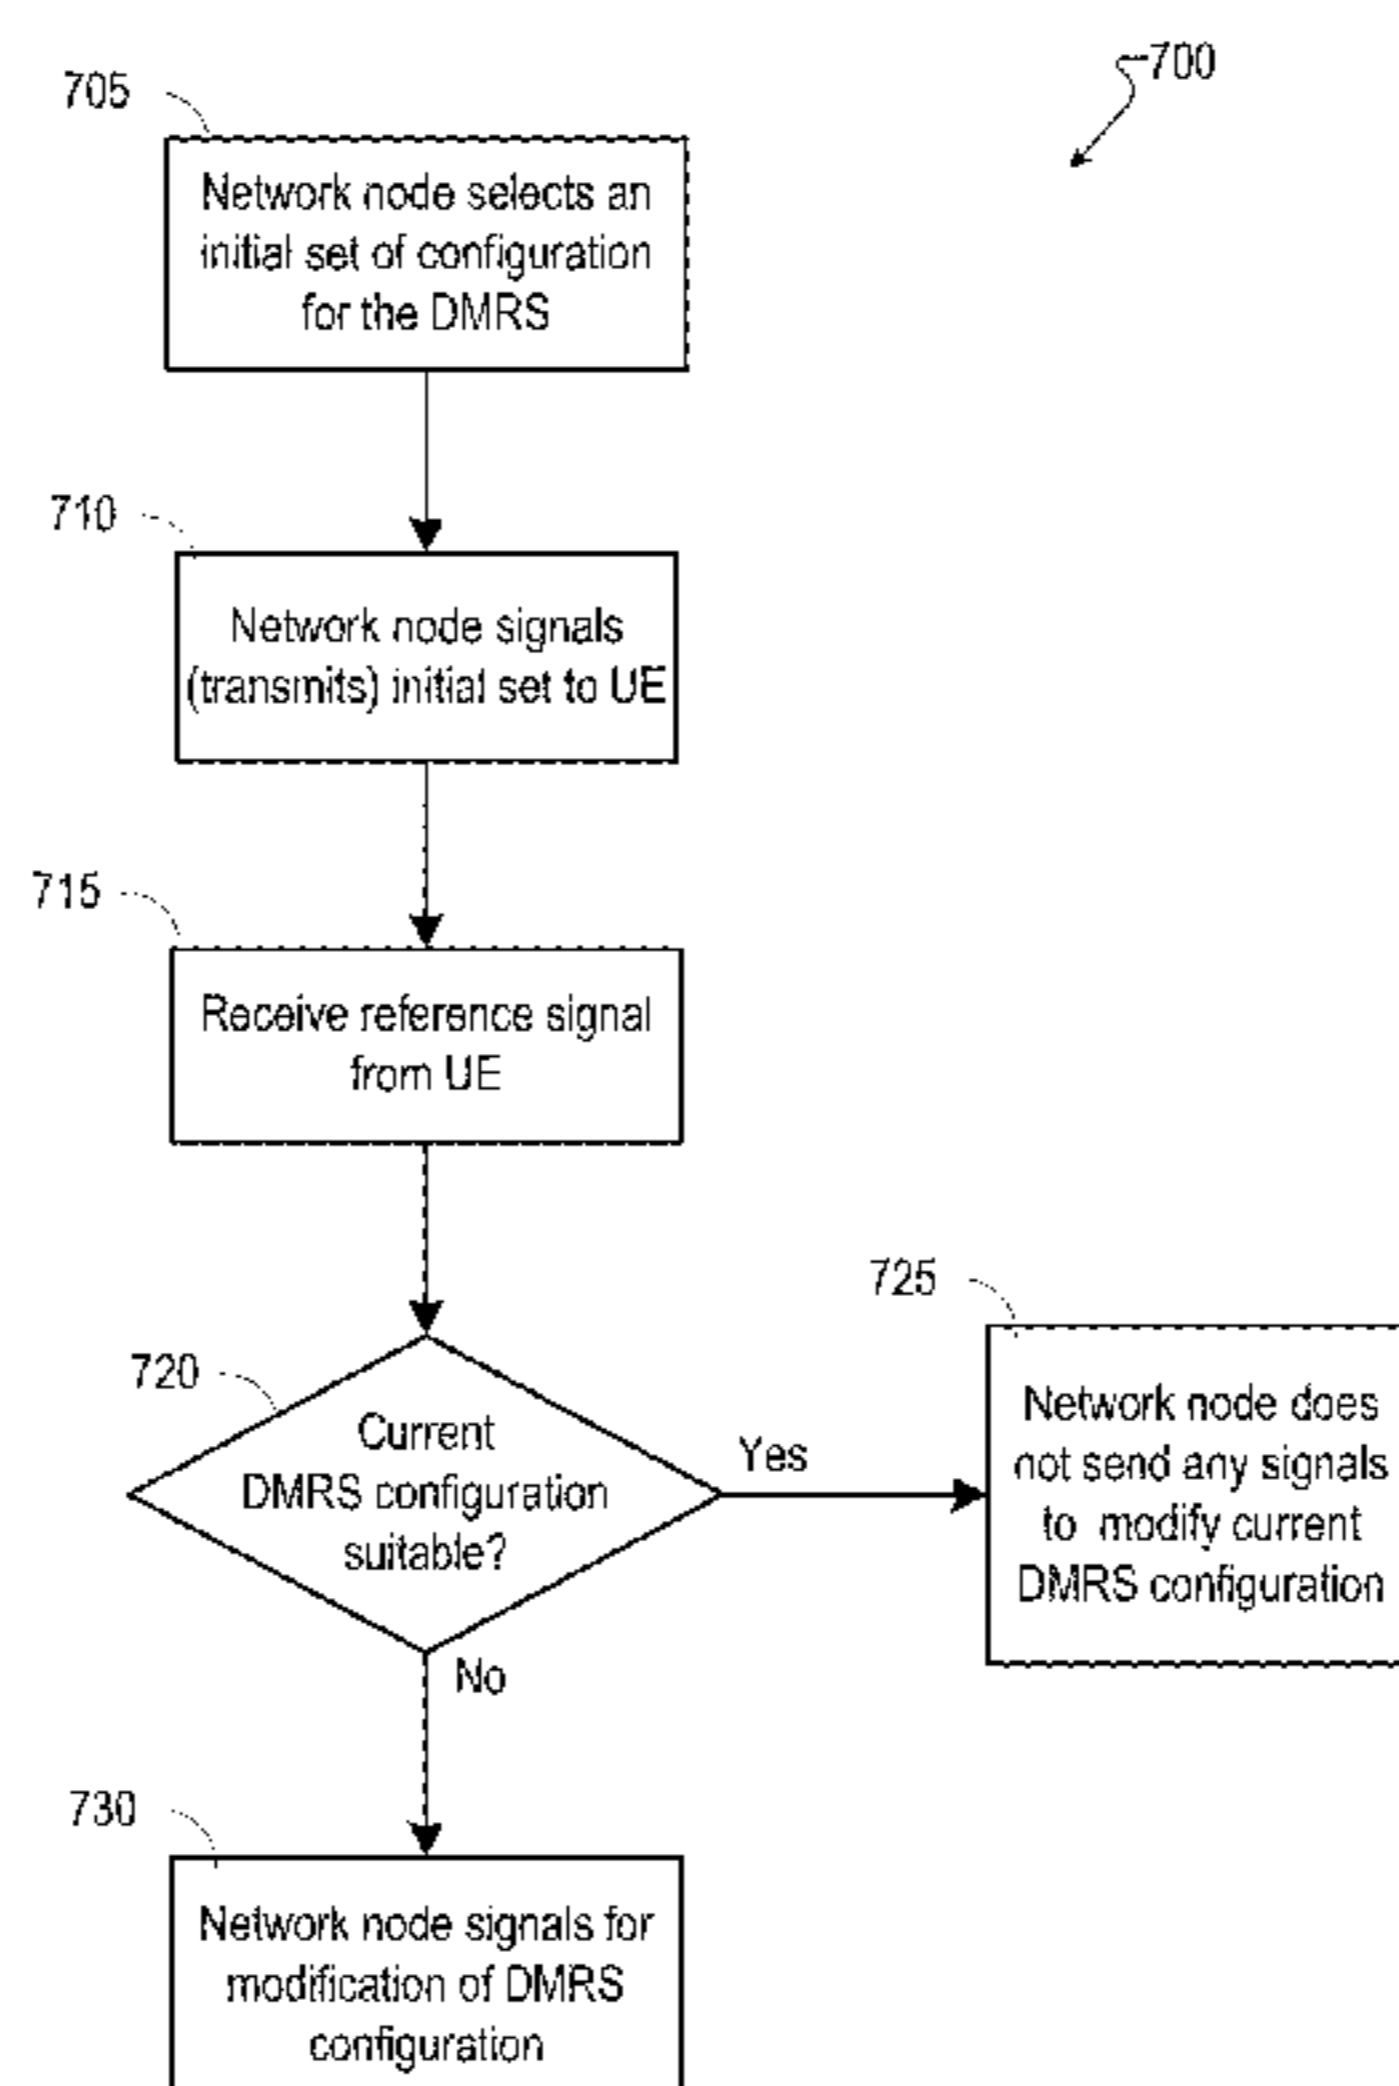 700
705
Network node selects an
initial set of configuration
for the DMRS
710
Network node signals
(transmits) initial set to UE
715
Receive reference signal
from UE
720
Current
DMRS configuration
suitable?
Yes
725
Network node does
not send any signals
to modify current
DMRS configuration
No
730
Network node signals for
modification of DMRS
configuration